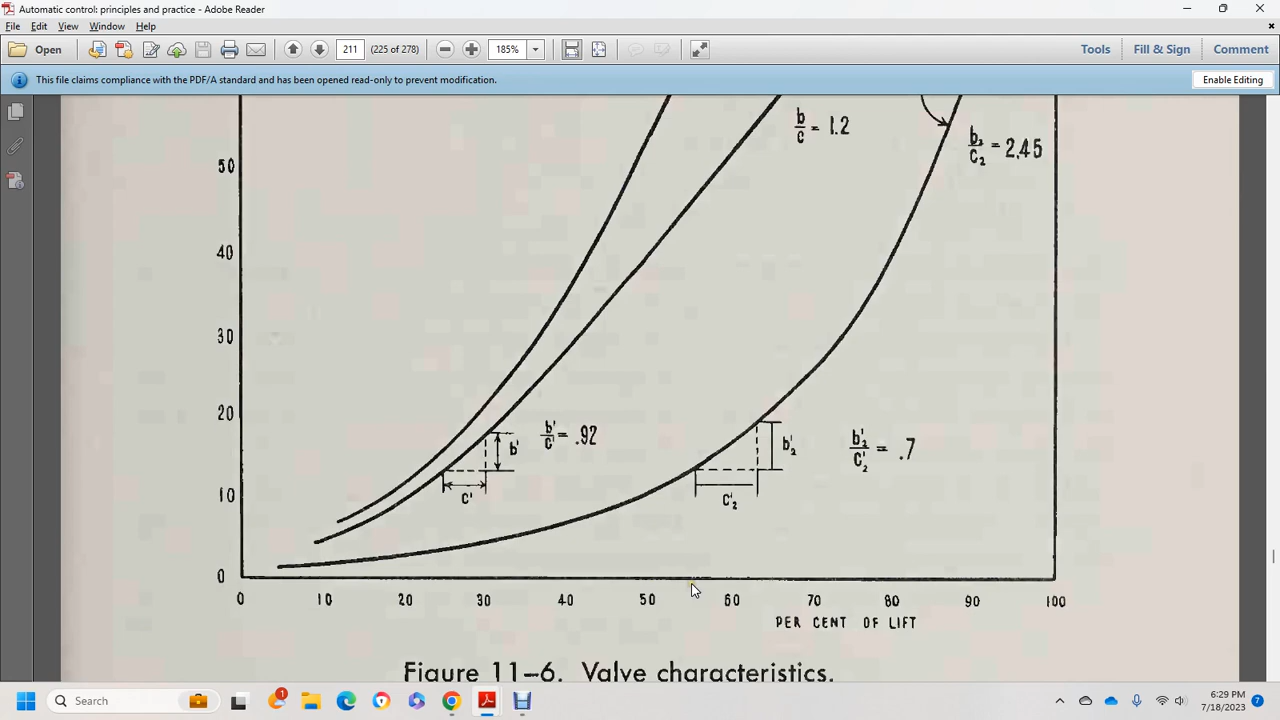 Automatic control: principles and practice - Adobe Reader
File Edit View Window Help
Open 211 (225 of 278) 185% Tools Fill & Sign Comment
This file claims compliance with the PDF/A standard and has been opened read-only to prevent modification. Enable Editing
b/c = 1.2
b₂/c₂ = 2.45
50
40
30
20
10
0
b'/c' = .92
b'
c'
b'₂
c'₂
b'₂/c'₂ = .7
0 10 20 30 40 50 60 70 80 90 100
PER CENT OF LIFT
Figure 11-6. Valve characteristics.
Search
1
6:29 PM
7/18/2023
7